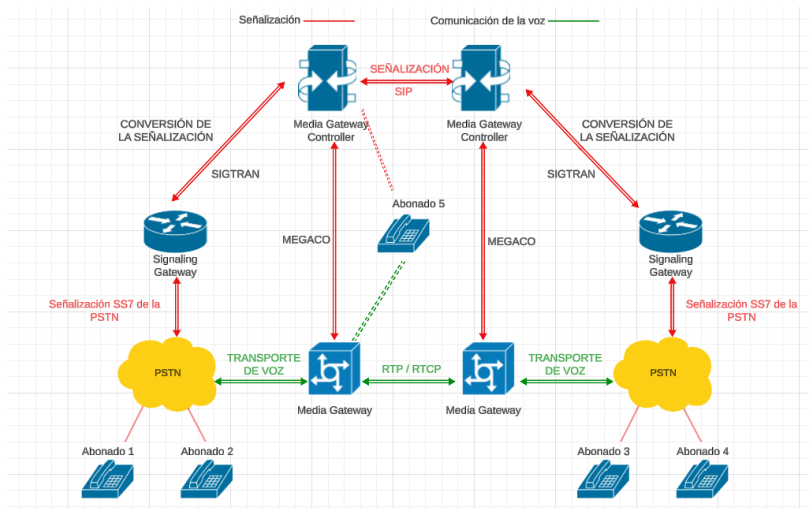 Señalización
Comunicación de la voz
SEÑALIZACIÓN
SIP
Media Gateway
Controller
Media Gateway
Controller
CONVERSIÓN DE
LA SEÑALIZACIÓN
CONVERSIÓN DE
LA SEÑALIZACIÓN
SIGTRAN
SIGTRAN
Abonado 5
MEGACO
MEGACO
Signaling
Gateway
Signaling
Gateway
Señalización SS7 de la
PSTN
Señalización SS7 de la
PSTN
PSTN
TRANSPORTE
DE VOZ
RTP / RTCP
TRANSPORTE
DE VOZ
PSTN
Media Gateway
Media Gateway
Abonado 1
Abonado 2
Abonado 3
Abonado 4